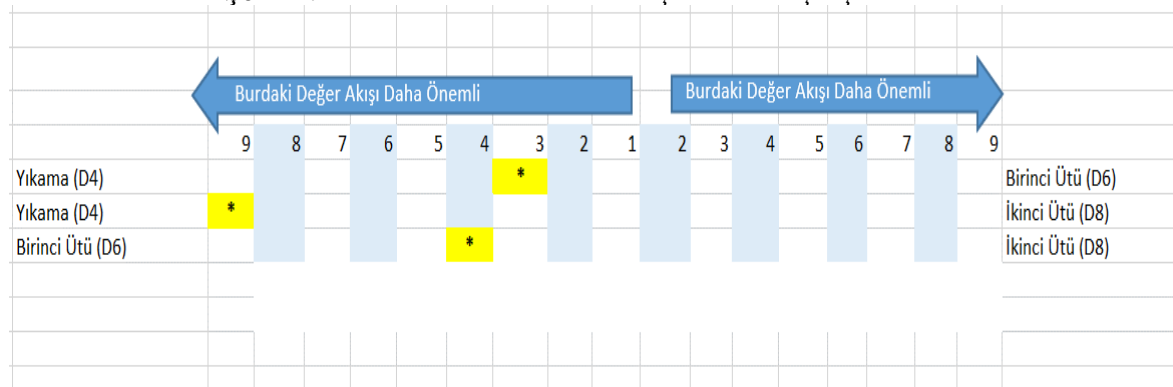 Burdaki Değer Akışı Daha Önemli Burdaki Değer Akışı Daha Önemli
9 8 7 6 5 4 3 2 1 2 3 4 5 6 7 8 9
Yıkama (D4) * Birinci Ütü (D6)
Yıkama (D4) * İkinci Ütü (D8)
Birinci Ütü (D6) * İkinci Ütü (D8)